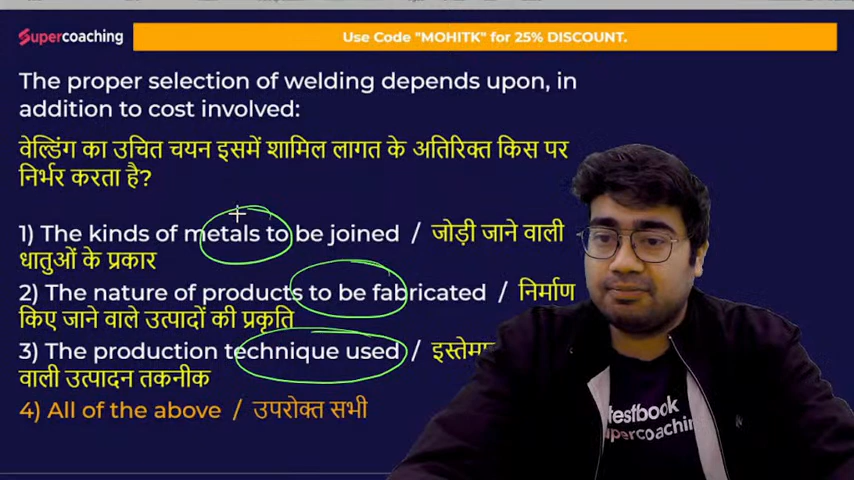 Supercoaching
Use Code "MOHITK" for 25% DISCOUNT.
The proper selection of welding depends upon, in
addition to cost involved:
वेल्डिंग का उचित चयन इसमें शामिल लागत के अतिरिक्त किस पर
निर्भर करता है?
1) The kinds of metals to be joined / जोड़ी जाने वाली
धातुओं के प्रकार
2) The nature of products to be fabricated / निर्माण
किए जाने वाले उत्पादों की प्रकृति
3) The production technique used /
वाली उत्पादन तकनीक
4) All of the above / उपरोक्त सभी
testbook
supercoaching